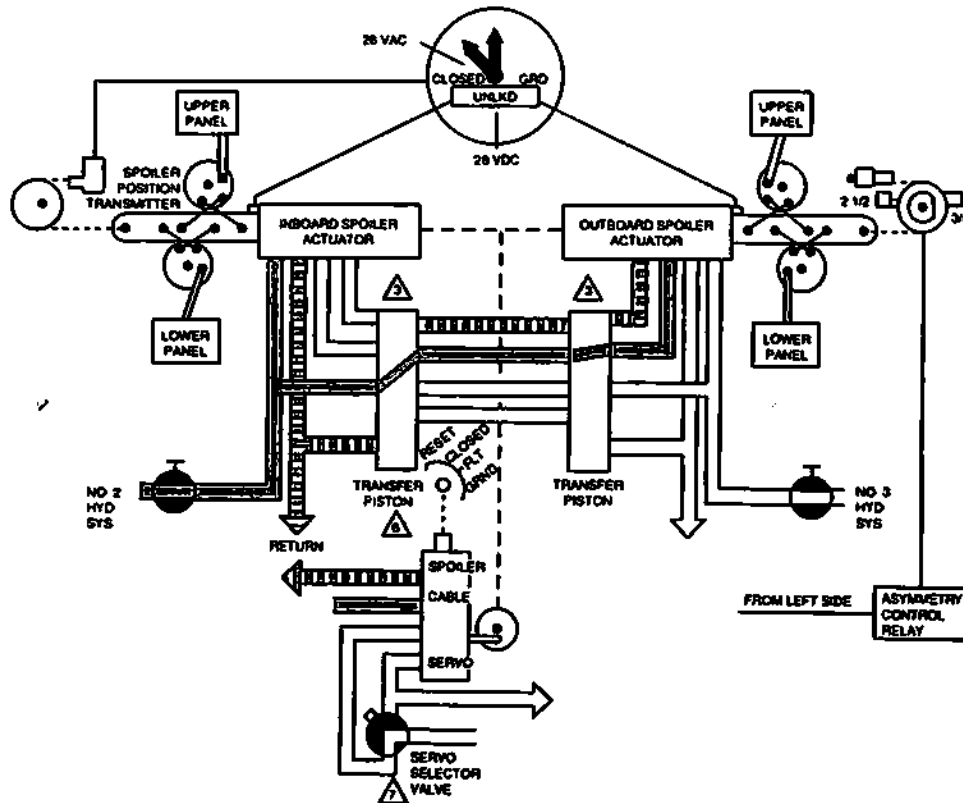 26 VAC
CLOSED
GRD
UNLKD
28 VDC
UPPER
PANEL
UPPER
PANEL
SPOILER
POSITION
TRANSMITTER
2 1/2
INBOARD SPOILER
ACTUATOR
OUTBOARD SPOILER
ACTUATOR
3
3
LOWER
PANEL
LOWER
PANEL
RESET
CLOSED
FLT
GRND
NO 2
HYD
SYS
TRANSFER
PISTON
6
TRANSFER
PISTON
NO 3
HYD
SYS
RETURN
SPOILER
CABLE
SERVO
FROM LEFT SIDE
ASYMMETRY
CONTROL
RELAY
SERVO
SELECTOR
VALVE
7